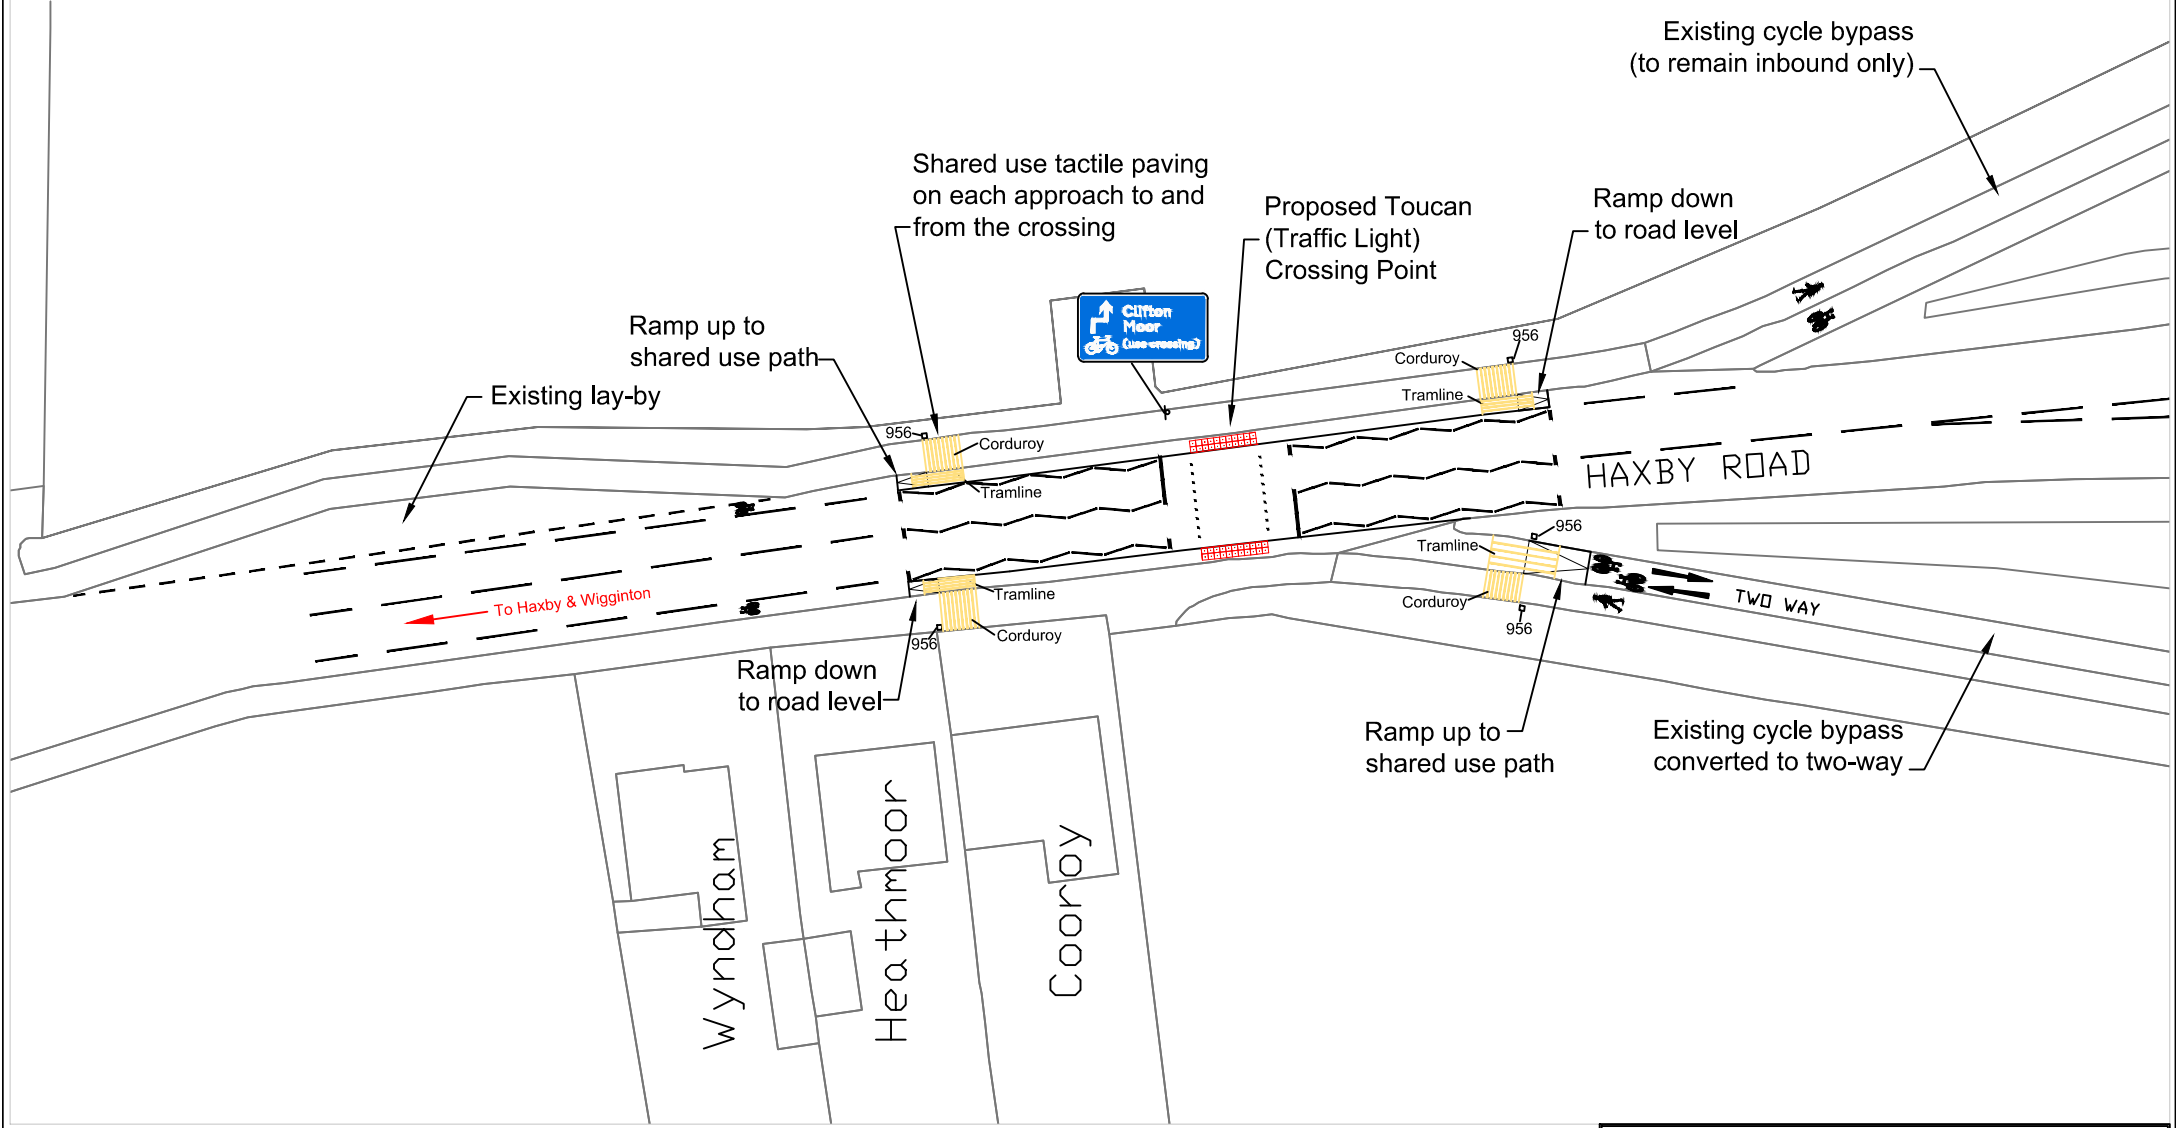 Existing cycle bypass
(to remain inbound only)
Shared use tactile paving
on each approach to and
from the crossing
Proposed Toucan
(Traffic Light)
Crossing Point
Ramp down
to road level
Clifton
Moor
(use crossing)
Ramp up to
shared use path
Existing lay-by
956
Corduroy
Tramline
956
Corduroy
Tramline
HAXBY ROAD
To Haxby & Wigginton
Tramline
Corduroy
956
Ramp down
to road level
956
Tramline
Corduroy
956
TWO WAY
Ramp up to
shared use path
Existing cycle bypass
converted to two-way
Wyndham
Heathmoor
Cooroy